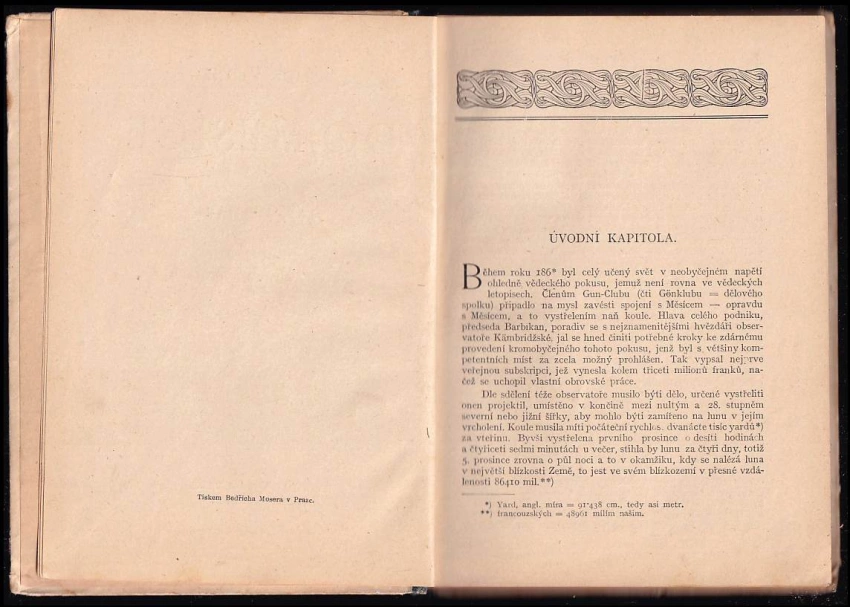 Tiskem Bedřicha Mosera v Praze.
ÚVODNÍ KAPITOLA.
Během roku 186* byl celý učený svět v neobyčejném napětí
ohledně vědeckého pokusu, jemuž není rovna ve vědeckých
letopisech. Členům Gun-Clubu (čti Gönklubu = dělového
spolku) připadlo na mysl zavésti spojení s Měsícem — opravdu
s Měsícem, a to vystřelením naň koule. Hlava celého podniku,
předseda Barbikan, poradiv se s nejznamenitějšími hvězdáři obser-
vatoře Kämbridžské, jal se hned činiti potřebné kroky ke zdárnému
provedení kromobyčejného tohoto pokusu, jenž byl s většiny kom-
petentních míst za zcela možný prohlášen. Tak vypsal nejprve
veřejnou subskripci, jež vynesla kolem třiceti milionů franků, na-
čež se uchopil vlastní obrovské práce.
Dle sdělení téže observatoře musilo býti dělo, určené vystřeliti
onen projektil, umístěno v končině mezi nultým a 28. stupněm
severní nebo jižní šířky, aby mohlo býti zamířeno na lunu v jejím
vrcholení. Koule musila míti počáteční rychlos. dvanácte tisíc yardů*)
za vteřinu. Byvši vystřelena prvního prosince o desíti hodinách
a čtyřiceti sedmi minutách u večer, stihla by lunu za čtyři dny, totiž
5. prosince zrovna o půl noci a to v okamžiku, kdy se nalézá luna
v největší blízkosti Země, to jest ve svém blízkozemí v přesné vzdá-
lenosti 86410 mil.**)
*) Yard, angl. míra = 91·438 cm., tedy asi metr.
**) francouzských = 48961 milím našim.